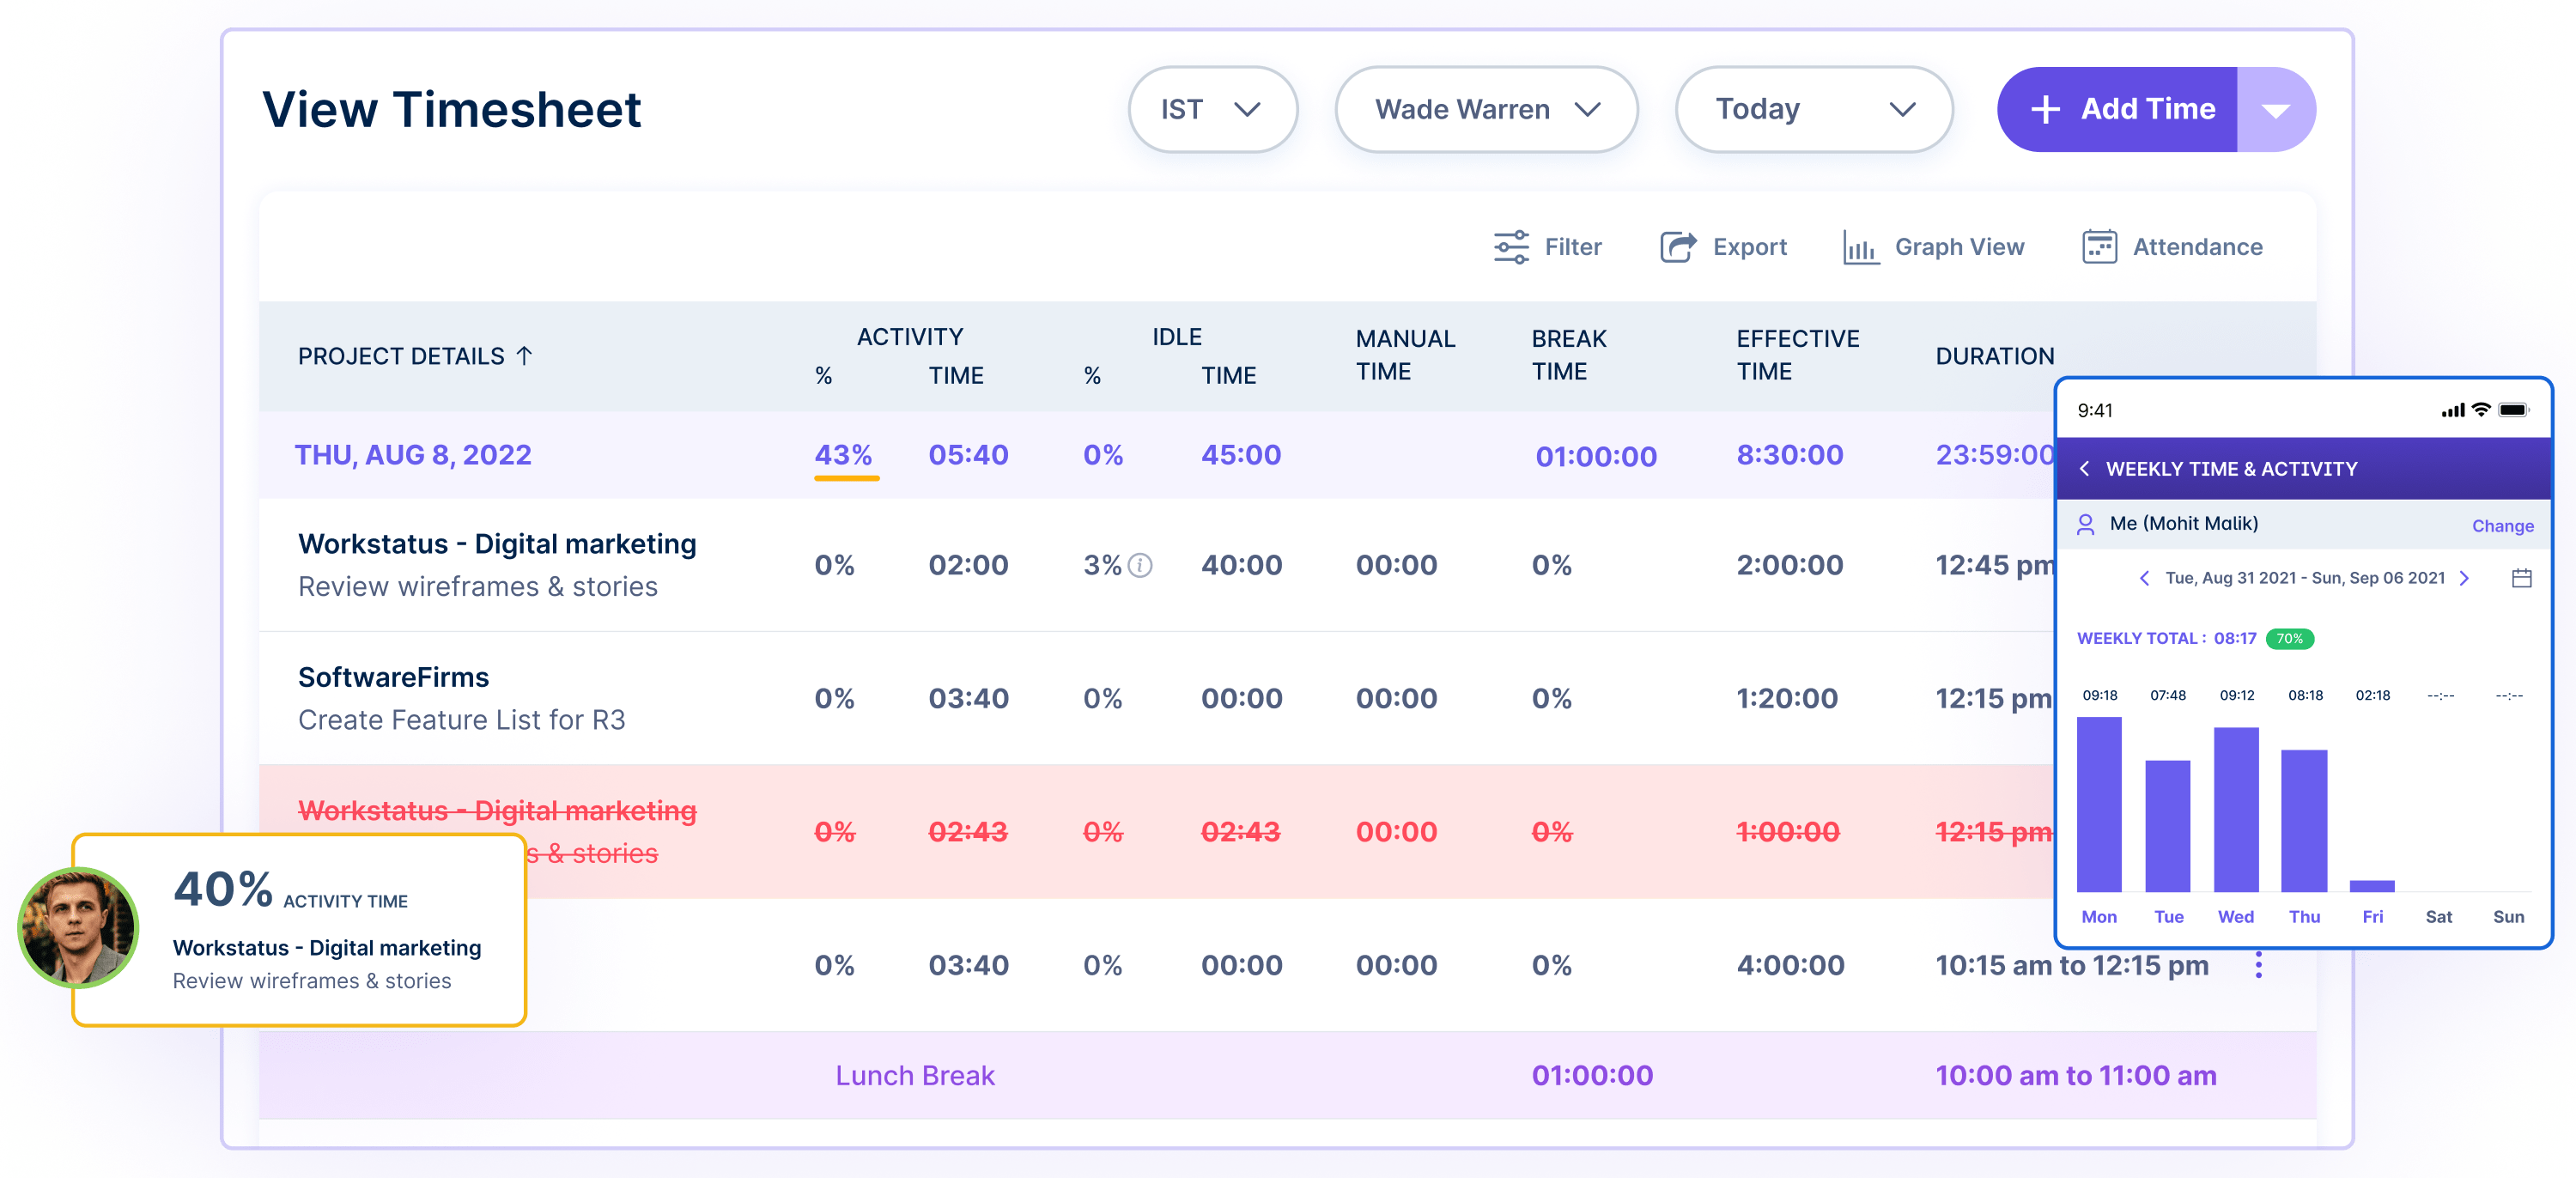 View Timesheet
IST
Wade Warren
Today
+ Add Time
Filter
Export
Graph View
Attendance
PROJECT DETAILS ↑
ACTIVITY
% TIME
IDLE
% TIME
MANUAL
TIME
BREAK
TIME
EFFECTIVE
TIME
DURATION
THU, AUG 8, 2022 43% 05:40 0% 45:00 01:00:00 8:30:00 23:59:00
Workstatus - Digital marketing
Review wireframes & stories
0% 02:00 3% 40:00 00:00 0% 2:00:00 12:45 pm
SoftwareFirms
Create Feature List for R3
0% 03:40 0% 00:00 00:00 0% 1:20:00 12:15 pm
Workstatus - Digital marketing
s & stories
0% 02:43 0% 02:43 00:00 0% 1:00:00 12:15 pm
0% 03:40 0% 00:00 00:00 0% 4:00:00 10:15 am to 12:15 pm
Lunch Break 01:00:00 10:00 am to 11:00 am
40% ACTIVITY TIME
Workstatus - Digital marketing
Review wireframes & stories
9:41
WEEKLY TIME & ACTIVITY
Me (Mohit Malik) Change
Tue, Aug 31 2021 - Sun, Sep 06 2021
WEEKLY TOTAL : 08:17 70%
09:18 07:48 09:12 08:18 02:18 --:-- --:--
Mon Tue Wed Thu Fri Sat Sun